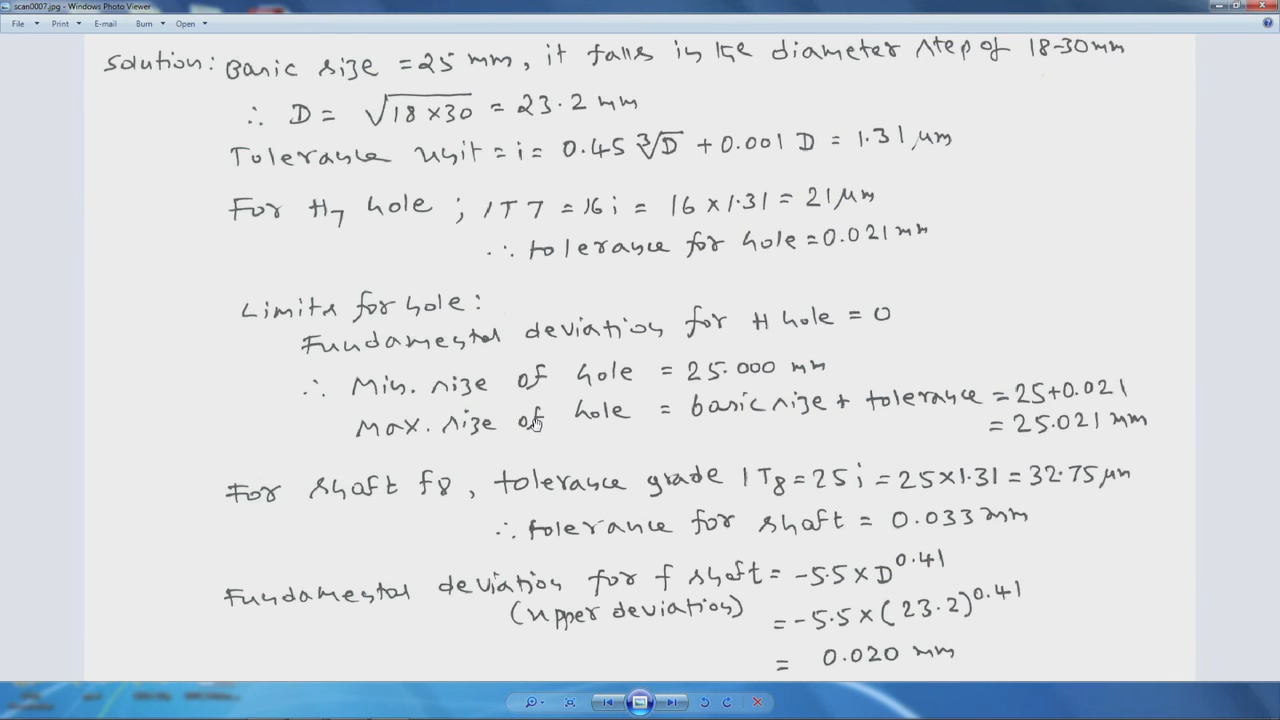 scan0007.jpg - Windows Photo Viewer
File Print E-mail Burn Open
Solution: Basic size = 25 mm, it falls in the diameter step of 18-30mm
∴ D = √18×30 = 23.2 mm
Tolerance unit = i = 0.45 ∛D + 0.001 D = 1.31 μm
For H7 hole ; IT7 = 16 i = 16 × 1.31 = 21 μm
∴ tolerance for hole = 0.021 mm
Limits for hole:
Fundamental deviation for H hole = 0
∴ Min. size of hole = 25.000 mm
Max. size of hole = basic size + tolerance = 25+0.021
= 25.021 mm
For shaft f8, tolerance grade IT8 = 25 i = 25×1.31 = 32.75 μm
∴ tolerance for shaft = 0.033 mm
Fundamental deviation for f shaft = -5.5 × D^0.41
(upper deviation) = -5.5 × (23.2)^0.41
= 0.020 mm